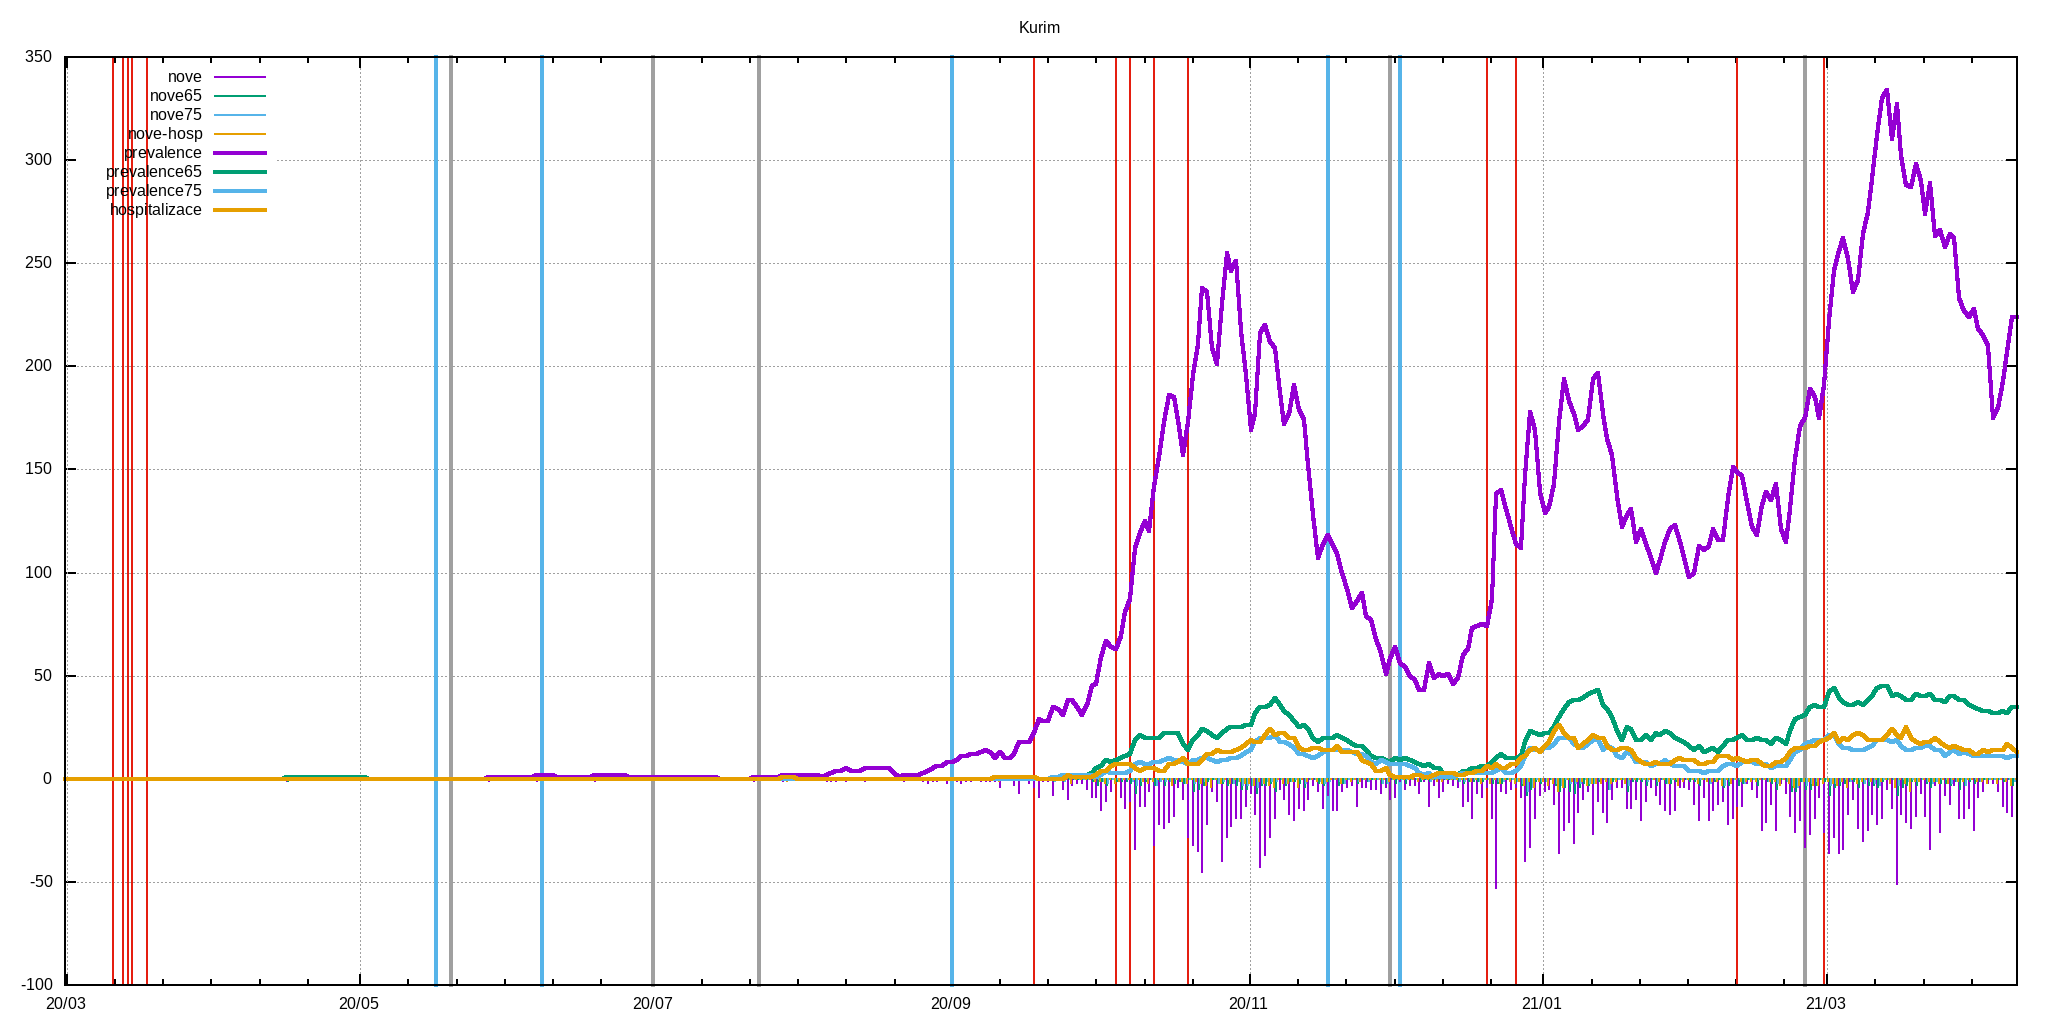 Kurim
350
nove
nove65
nove75
nove-hosp
prevalence
prevalence65
prevalence75
hospitalizace
300
250
200
150
100
50
0
-50
-100
20/03 20/05 20/07 20/09 20/11 21/01 21/03